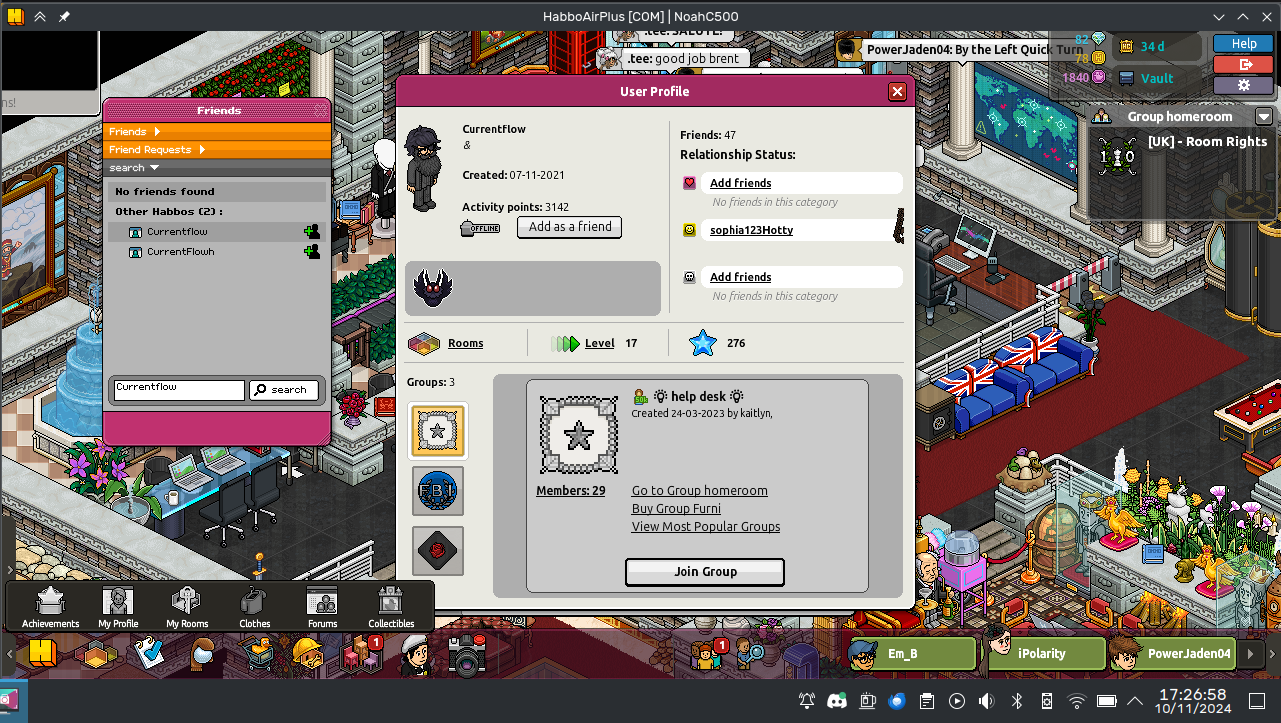 HabboAirPlus [COM] | NoahC500
.tee: SALUTE!
.tee: good job brent
PowerJaden04: By the Left Quick Turn
82
78
1840
34 d
Vault
Help
ns!
Friends
Friends
Friend Requests
search
No friends found
Other Habbos (2) :
Currentflow
CurrentFlowh
Currentflow
search
User Profile
Currentflow
&
Created: 07-11-2021
Activity points: 3142
OFFLINE
Add as a friend
Friends: 47
Relationship Status:
Add friends
No friends in this category
sophia123Hotty
Add friends
No friends in this category
Rooms
Level 17
276
Groups: 3
FBI
help desk
Created 24-03-2023 by kaitlyn,
Members: 29
Go to Group homeroom
Buy Group Furni
View Most Popular Groups
Join Group
Group homeroom
1 0
[UK] - Room Rights
Achievements
My Profile
My Rooms
Clothes
Forums
Collectibles
1
1
Em_B
iPolarity
PowerJaden04
17:26:58
10/11/2024